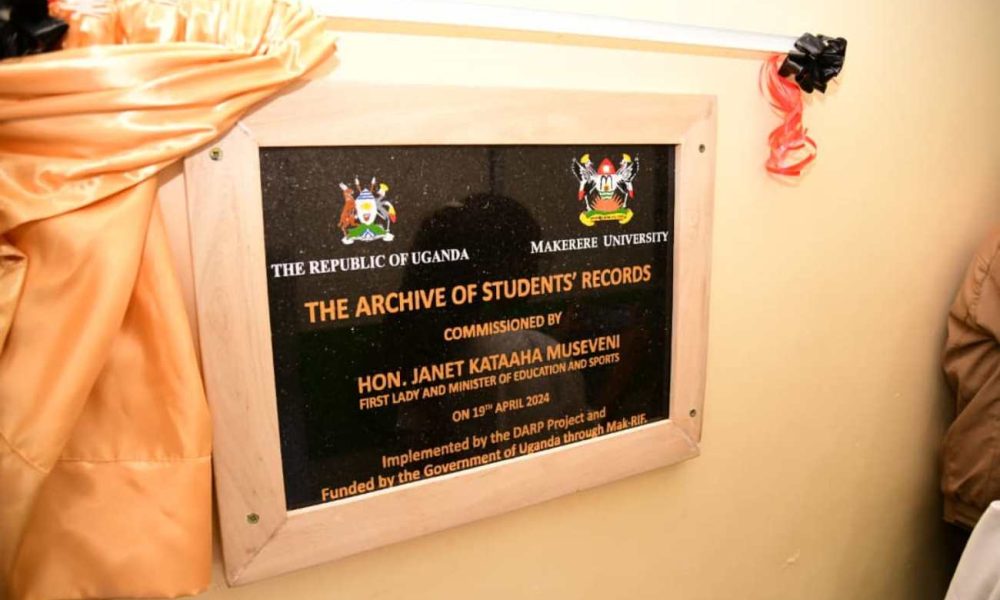 THE REPUBLIC OF UGANDA
MAKERERE UNIVERSITY
THE ARCHIVE OF STUDENTS' RECORDS
COMMISSIONED BY
HON. JANET KATAAHA MUSEVENI
FIRST LADY AND MINISTER OF EDUCATION AND SPORTS
ON 19TH APRIL 2024
Implemented by the DARP Project and
Funded by the Government of Uganda through Mak-RIF.